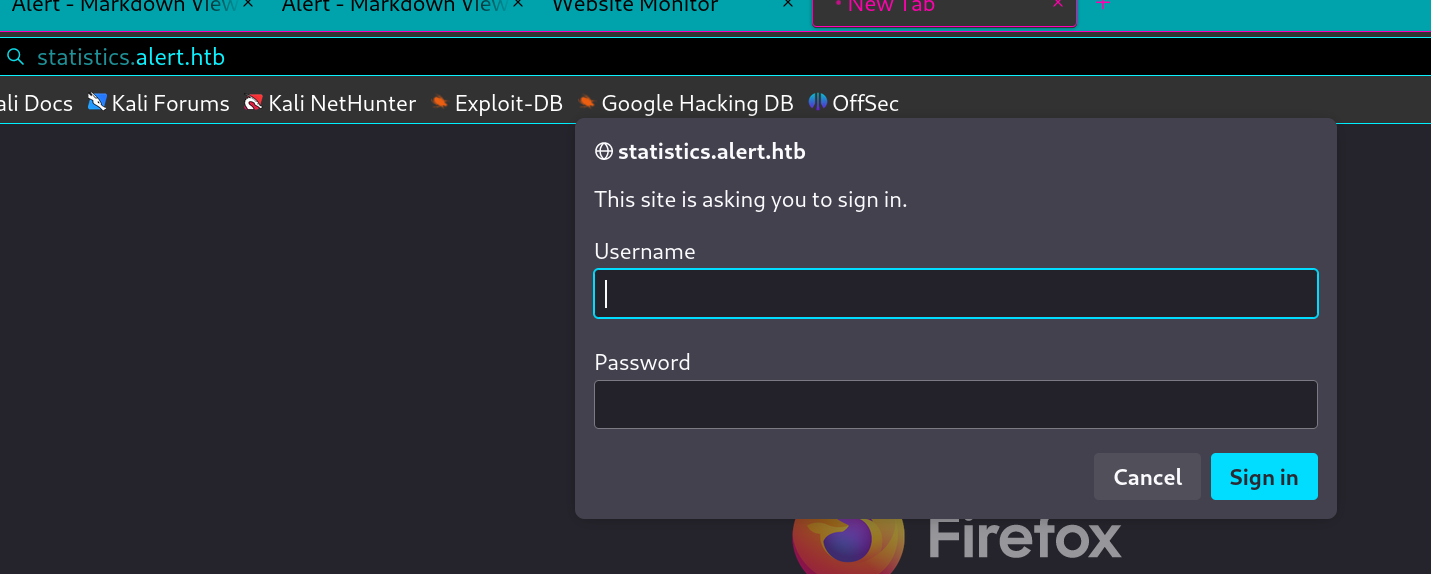 Alert - Markdown View × Alert - Markdown View × Website Monitor × New Tab × +
statistics.alert.htb
ali Docs Kali Forums Kali NetHunter Exploit-DB Google Hacking DB OffSec
statistics.alert.htb
This site is asking you to sign in.
Username
Password
Cancel Sign in
Firefox